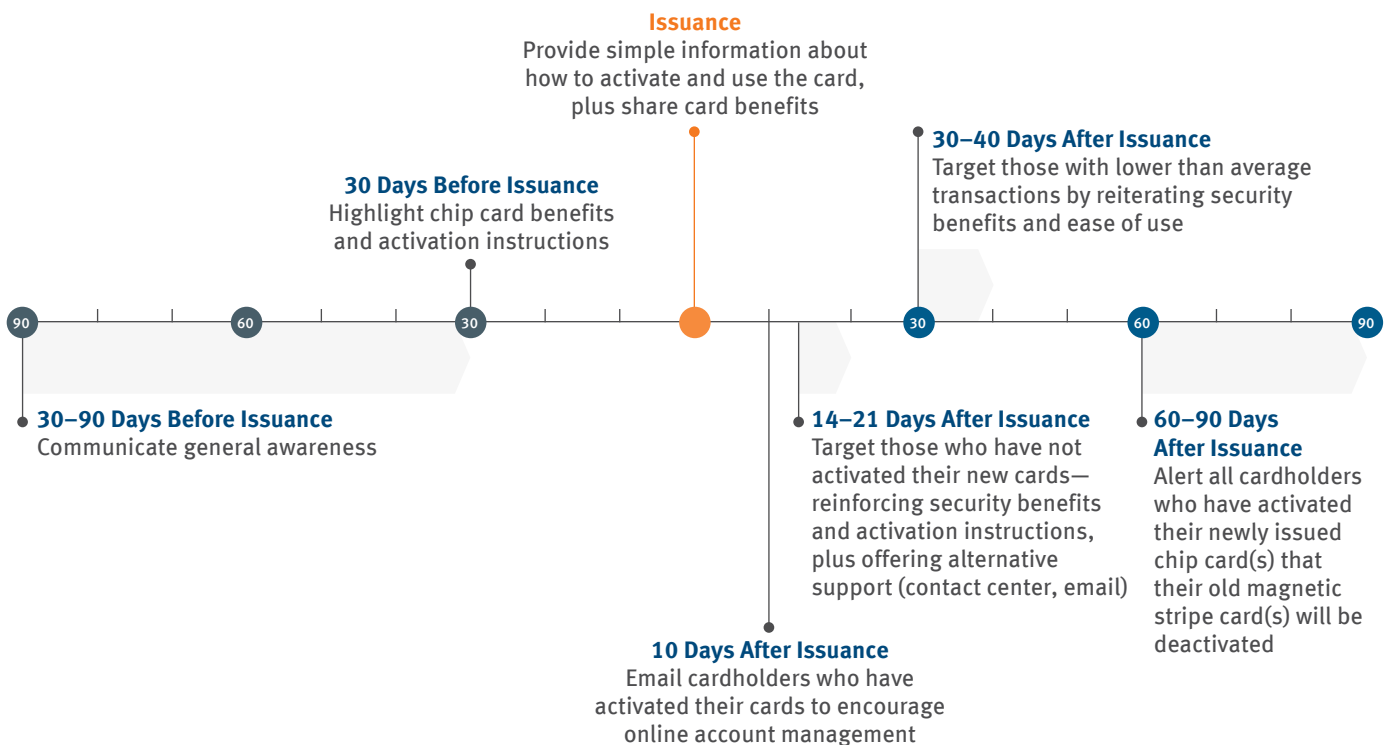 Issuance
Provide simple information about
how to activate and use the card,
plus share card benefits
30 Days Before Issuance
Highlight chip card benefits
and activation instructions
30–40 Days After Issuance
Target those with lower than average
transactions by reiterating security
benefits and ease of use
90
60
30
30
60
90
30–90 Days Before Issuance
Communicate general awareness
14–21 Days After Issuance
Target those who have not
activated their new cards—
reinforcing security benefits
and activation instructions,
plus offering alternative
support (contact center, email)
60–90 Days
After Issuance
Alert all cardholders
who have activated
their newly issued
chip card(s) that
their old magnetic
stripe card(s) will be
deactivated
10 Days After Issuance
Email cardholders who have
activated their cards to encourage
online account management